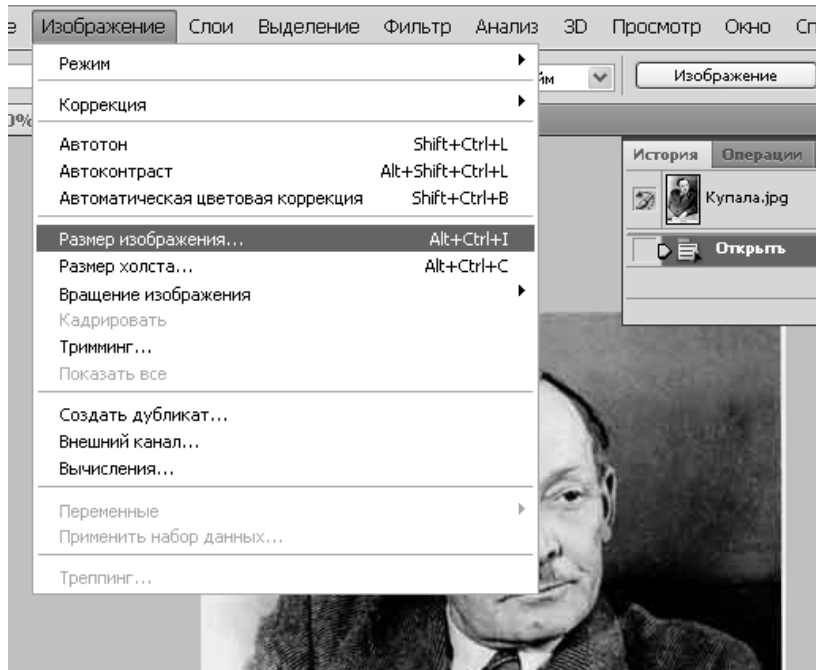 Изображение Слои Выделение Фильтр Анализ 3D Просмотр Окно
Режим
Изображение
Коррекция
Автотон Shift+Ctrl+L
Автоконтраст Alt+Shift+Ctrl+L
Автоматическая цветовая коррекция Shift+Ctrl+B
История Операции
Купала.jpg
Размер изображения... Alt+Ctrl+I
Открыть
Размер холста... Alt+Ctrl+C
Вращение изображения
Кадрировать
Тримминг...
Показать все
Создать дубликат...
Внешний канал...
Вычисления...
Переменные
Применить набор данных...
Треппинг...